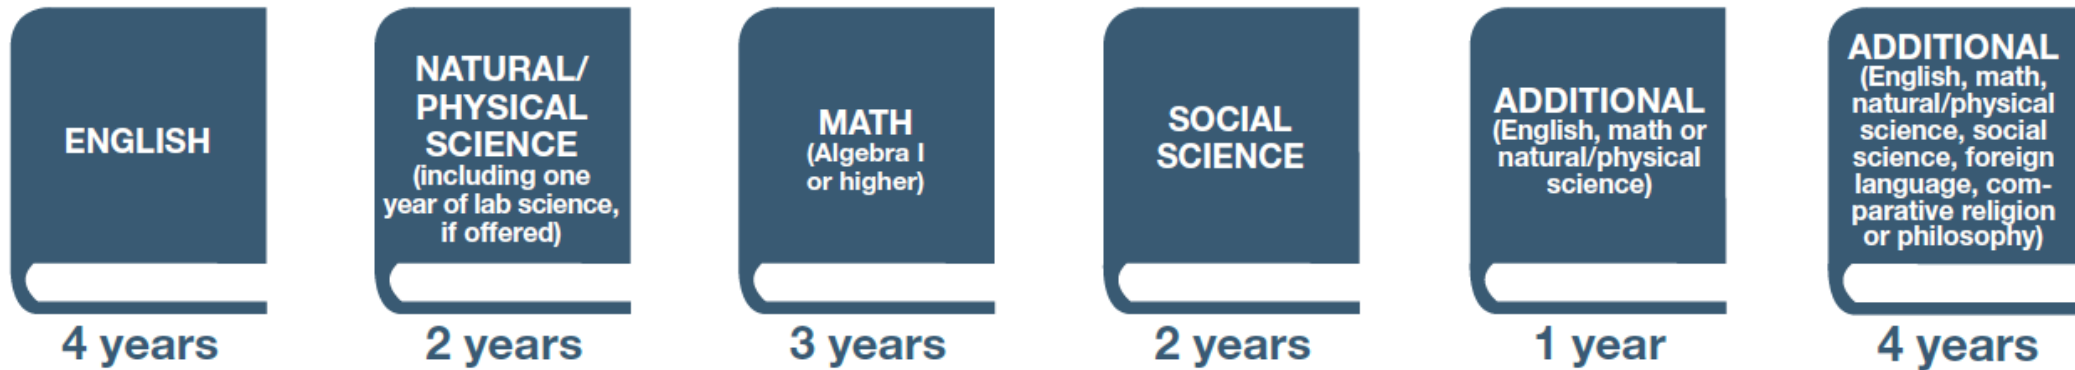 ENGLISH
4 years
NATURAL/
PHYSICAL
SCIENCE
(including one
year of lab science,
if offered)
2 years
MATH
(Algebra I
or higher)
3 years
SOCIAL
SCIENCE
2 years
ADDITIONAL
(English, math or
natural/physical
science)
1 year
ADDITIONAL
(English, math,
natural/physical
science, social
science, foreign
language, com-
parative religion
or philosophy)
4 years